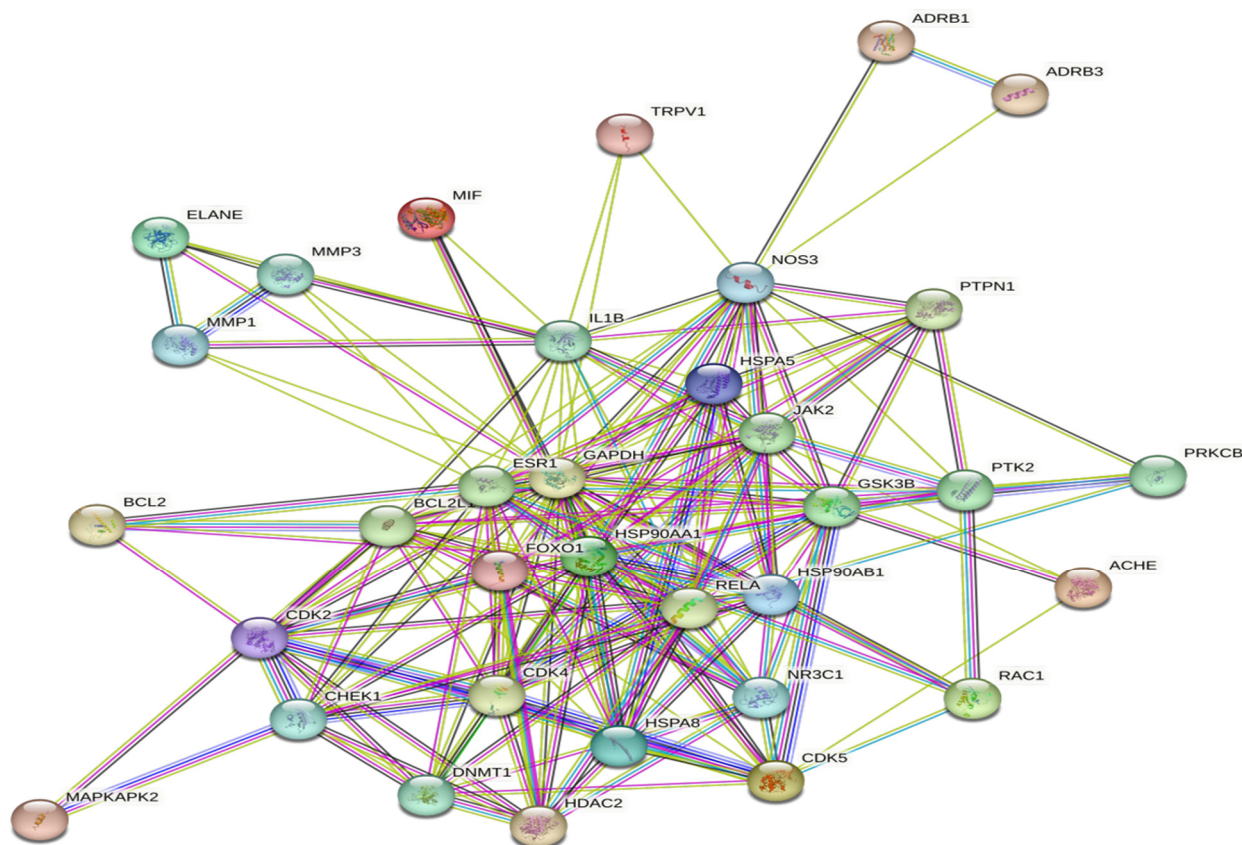 ADRB1
ADRB3
TRPV1
MIF
ELANE
MMP3
NOS3
PTPN1
IL1B
MMP1
HSPA5
JAK2
ESR1
GAPDH
PRKCB
PTK2
GSK3B
BCL2
BCL2L1
HSP90AA1
FOXO1
ACHE
HSP90AB1
RELA
CDK2
CDK4
NR3C1
RAC1
CHEK1
HSPA8
CDK5
DNMT1
MAPKAPK2
HDAC2